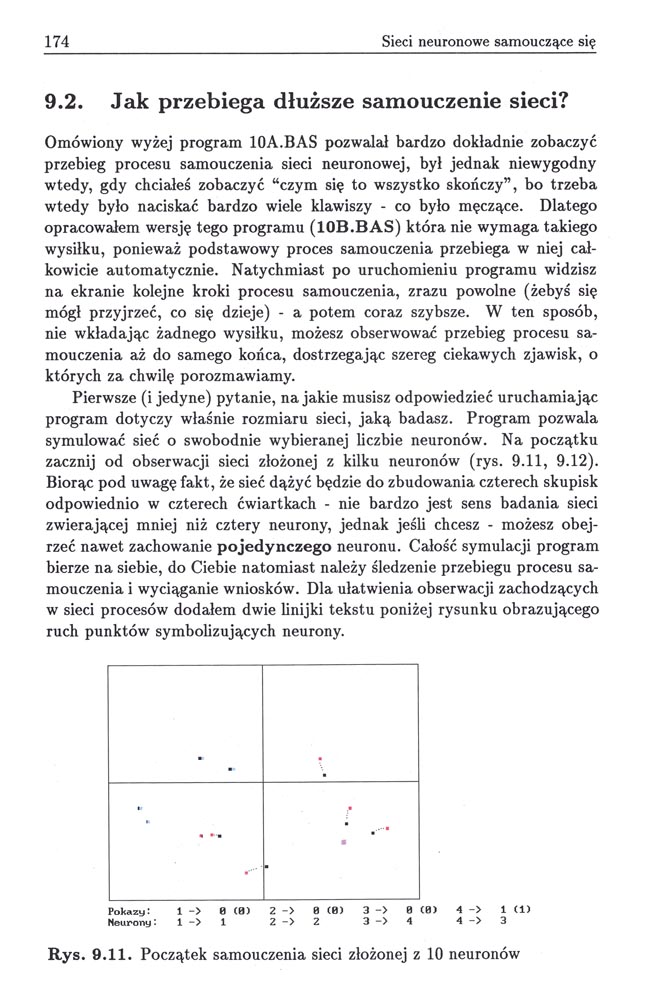 174
Sieci neuronowe samouczące się
9.2. Jak przebiega dłuższe samouczenie sieci?
Omówiony wyżej program 10A.BAS pozwalał bardzo dokładnie zobaczyć
przebieg procesu samouczenia sieci neuronowej, był jednak niewygodny
wtedy, gdy chciałeś zobaczyć “czym się to wszystko skończy”, bo trzeba
wtedy było naciskać bardzo wiele klawiszy - co było męczące. Dlatego
opracowałem wersję tego programu (10B.BAS) która nie wymaga takiego
wysiłku, ponieważ podstawowy proces samouczenia przebiega w niej cał-
kowicie automatycznie. Natychmiast po uruchomieniu programu widzisz
na ekranie kolejne kroki procesu samouczenia, zrazu powolne (żebyś się
mógł przyjrzeć, co się dzieje) - a potem coraz szybsze. W ten sposób,
nie wkładając żadnego wysiłku, możesz obserwować przebieg procesu sa-
mouczenia aż do samego końca, dostrzegając szereg ciekawych zjawisk, o
których za chwilę porozmawiamy.
Pierwsze (i jedyne) pytanie, na jakie musisz odpowiedzieć uruchamiając
program dotyczy właśnie rozmiaru sieci, jaką badasz. Program pozwala
symulować sieć o swobodnie wybieranej liczbie neuronów. Na początku
zacznij od obserwacji sieci złożonej z kilku neuronów (rys. 9.11, 9.12).
Biorąc pod uwagę fakt, że sieć dążyć będzie do zbudowania czterech skupisk
odpowiednio w czterech ćwiartkach - nie bardzo jest sens badania sieci
zwierającej mniej niż cztery neurony, jednak jeśli chcesz - możesz obej-
rzeć nawet zachowanie pojedynczego neuronu. Całość symulacji program
bierze na siebie, do Ciebie natomiast należy śledzenie przebiegu procesu sa-
mouczenia i wyciąganie wniosków. Dla ułatwienia obserwacji zachodzących
w sieci procesów dodałem dwie linijki tekstu poniżej rysunku obrazującego
ruch punktów symbolizujących neurony.
Pokazy: 1 -> 0 (0) 2 -> 0 (0) 3 -> 0 (0) 4 -> 1 (1)
Neurony: 1 -> 1 2 -> 2 3 -> 4 4 -> 3
Rys. 9.11. Początek samouczenia sieci złożonej z 10 neuronów